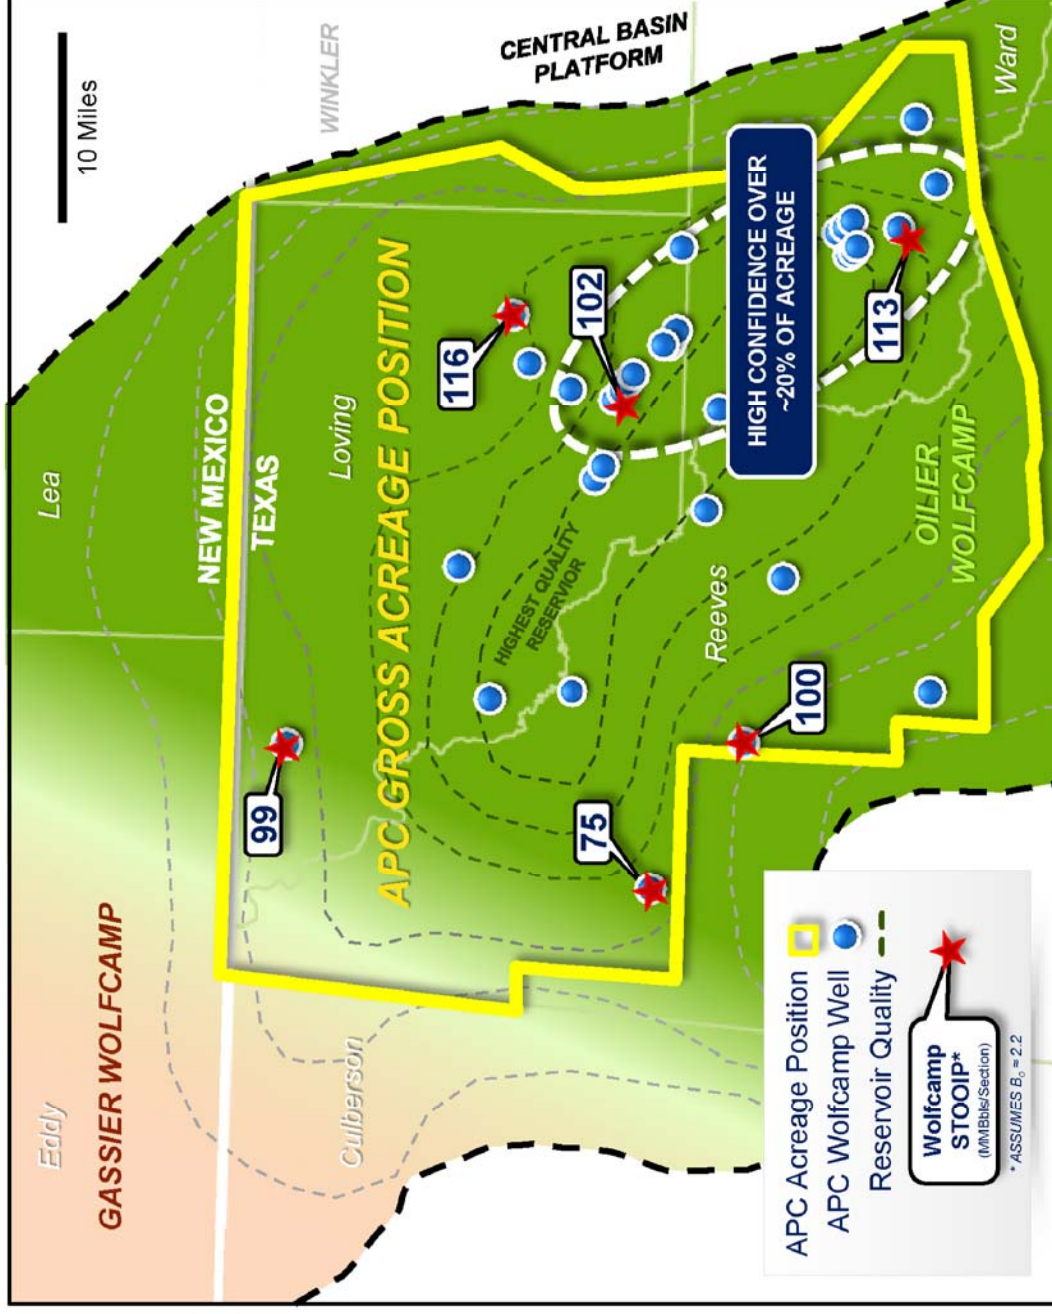 Eddy
Lea
GASSIER WOLFCAMP
10 Miles
NEW MEXICO
TEXAS
WINKLER
99
Culberson
Loving
APC GROSS ACREAGE POSITION
116
CENTRAL BASIN
PLATFORM
HIGHEST QUALITY
RESERVIOR
102
75
Reeves
HIGH CONFIDENCE OVER
~20% OF ACREAGE
100
113
OILIER
WOLFCAMP
Ward
APC Acreage Position
APC Wolfcamp Well
Reservoir Quality
Wolfcamp
STOOIP*
(MMBbls/Section)
* ASSUMES Bo = 2.2